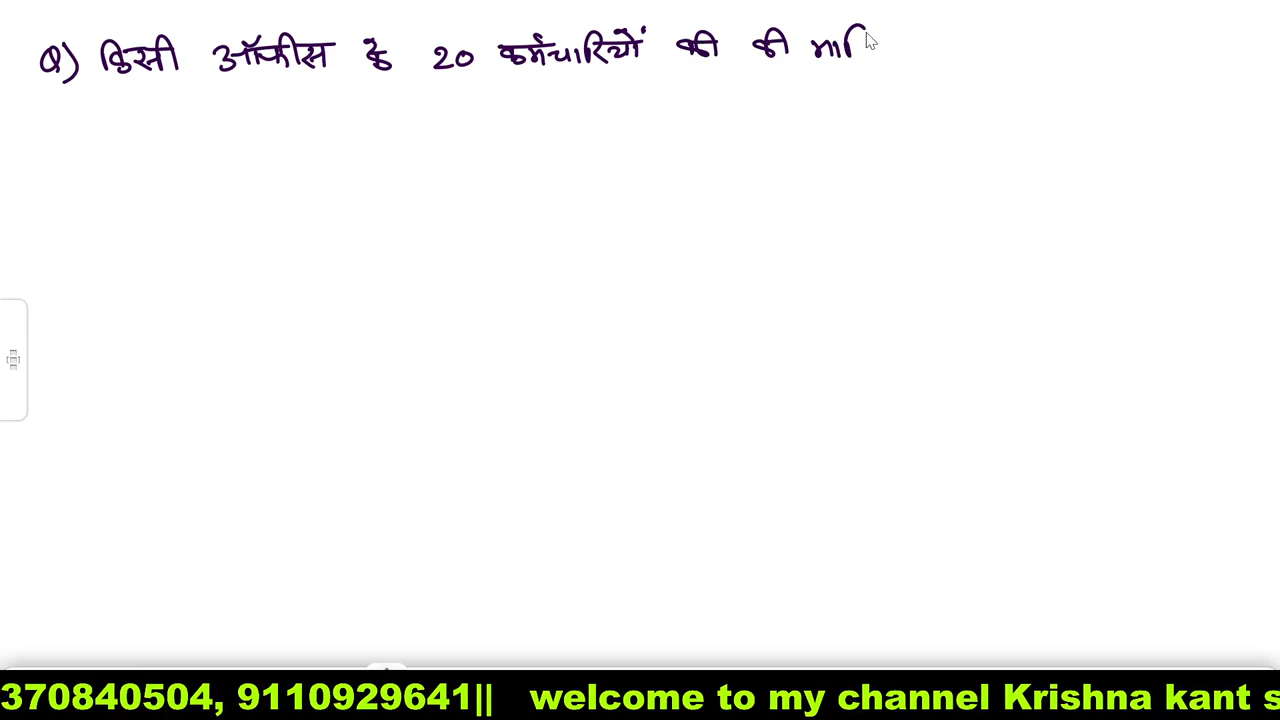 Q) किसी ऑफीस के 20 कर्मचारियों की की मासि
370840504, 9110929641|| welcome to my channel Krishna kant s